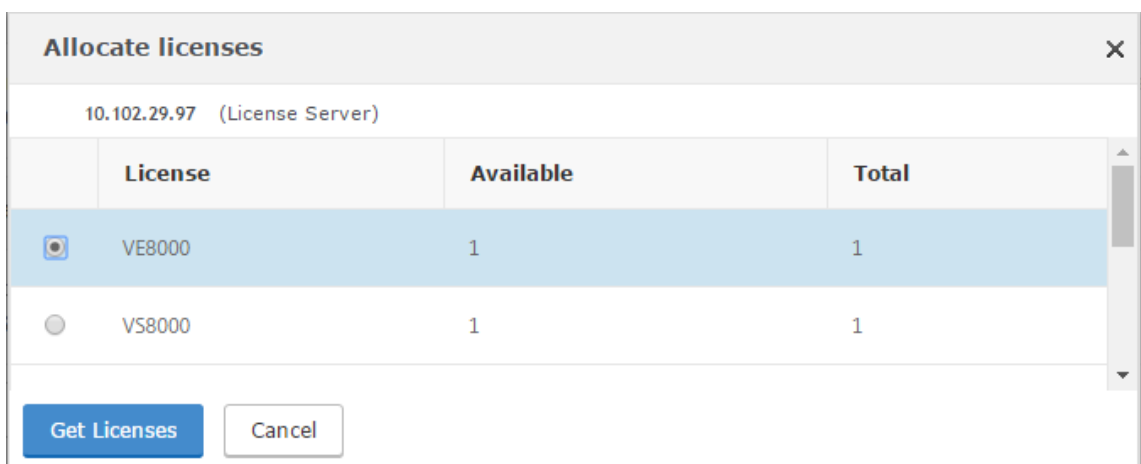 Allocate licenses
10.102.29.97 (License Server)
License Available Total
VE8000 1 1
VS8000 1 1
Get Licenses Cancel